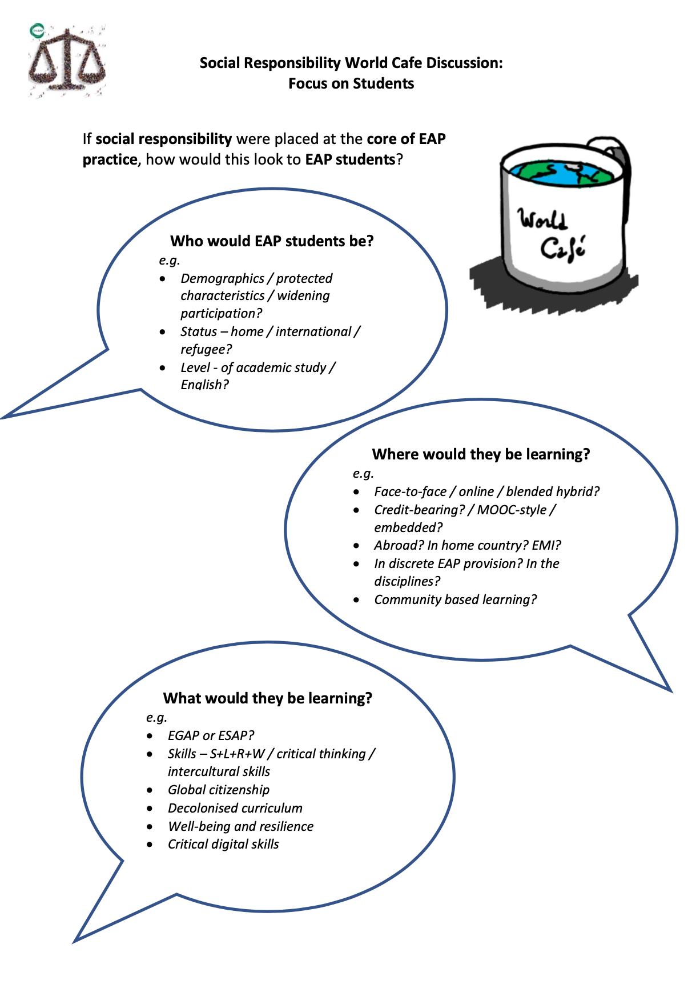 Social Responsibility World Cafe Discussion:
Focus on Students
If social responsibility were placed at the core of EAP
practice, how would this look to EAP students?
World
Café
Who would EAP students be?
e.g.
• Demographics / protected
characteristics / widening
participation?
• Status – home / international /
refugee?
• Level - of academic study /
English?
Where would they be learning?
e.g.
• Face-to-face / online / blended hybrid?
• Credit-bearing? / MOOC-style /
embedded?
• Abroad? In home country? EMI?
• In discrete EAP provision? In the
disciplines?
• Community based learning?
What would they be learning?
e.g.
• EGAP or ESAP?
• Skills – S+L+R+W / critical thinking /
intercultural skills
• Global citizenship
• Decolonised curriculum
• Well-being and resilience
• Critical digital skills